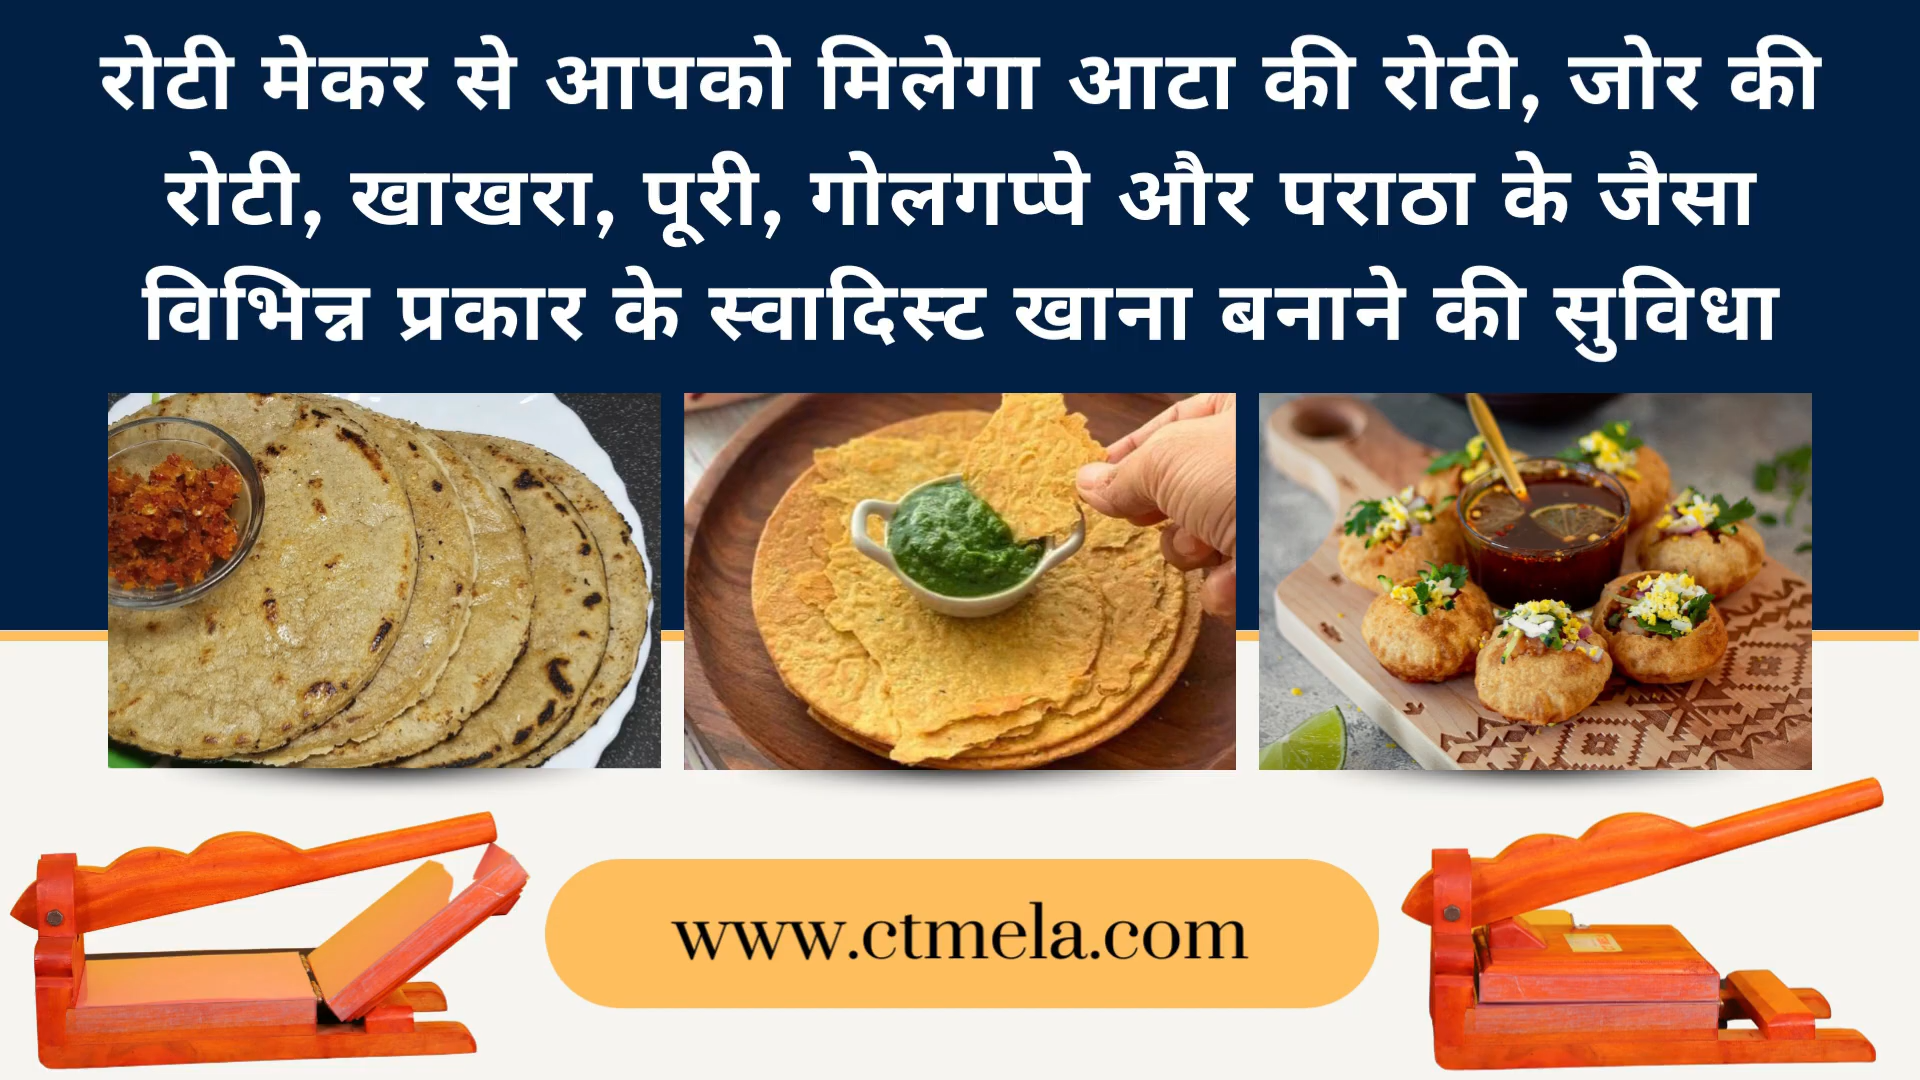 रोटी मेकर से आपको मिलेगा आटा की रोटी, जोर की
रोटी, खाखरा, पूरी, गोलगप्पे और पराठा के जैसा
विभिन्न प्रकार के स्वादिस्ट खाना बनाने की सुविधा
www.ctmela.com